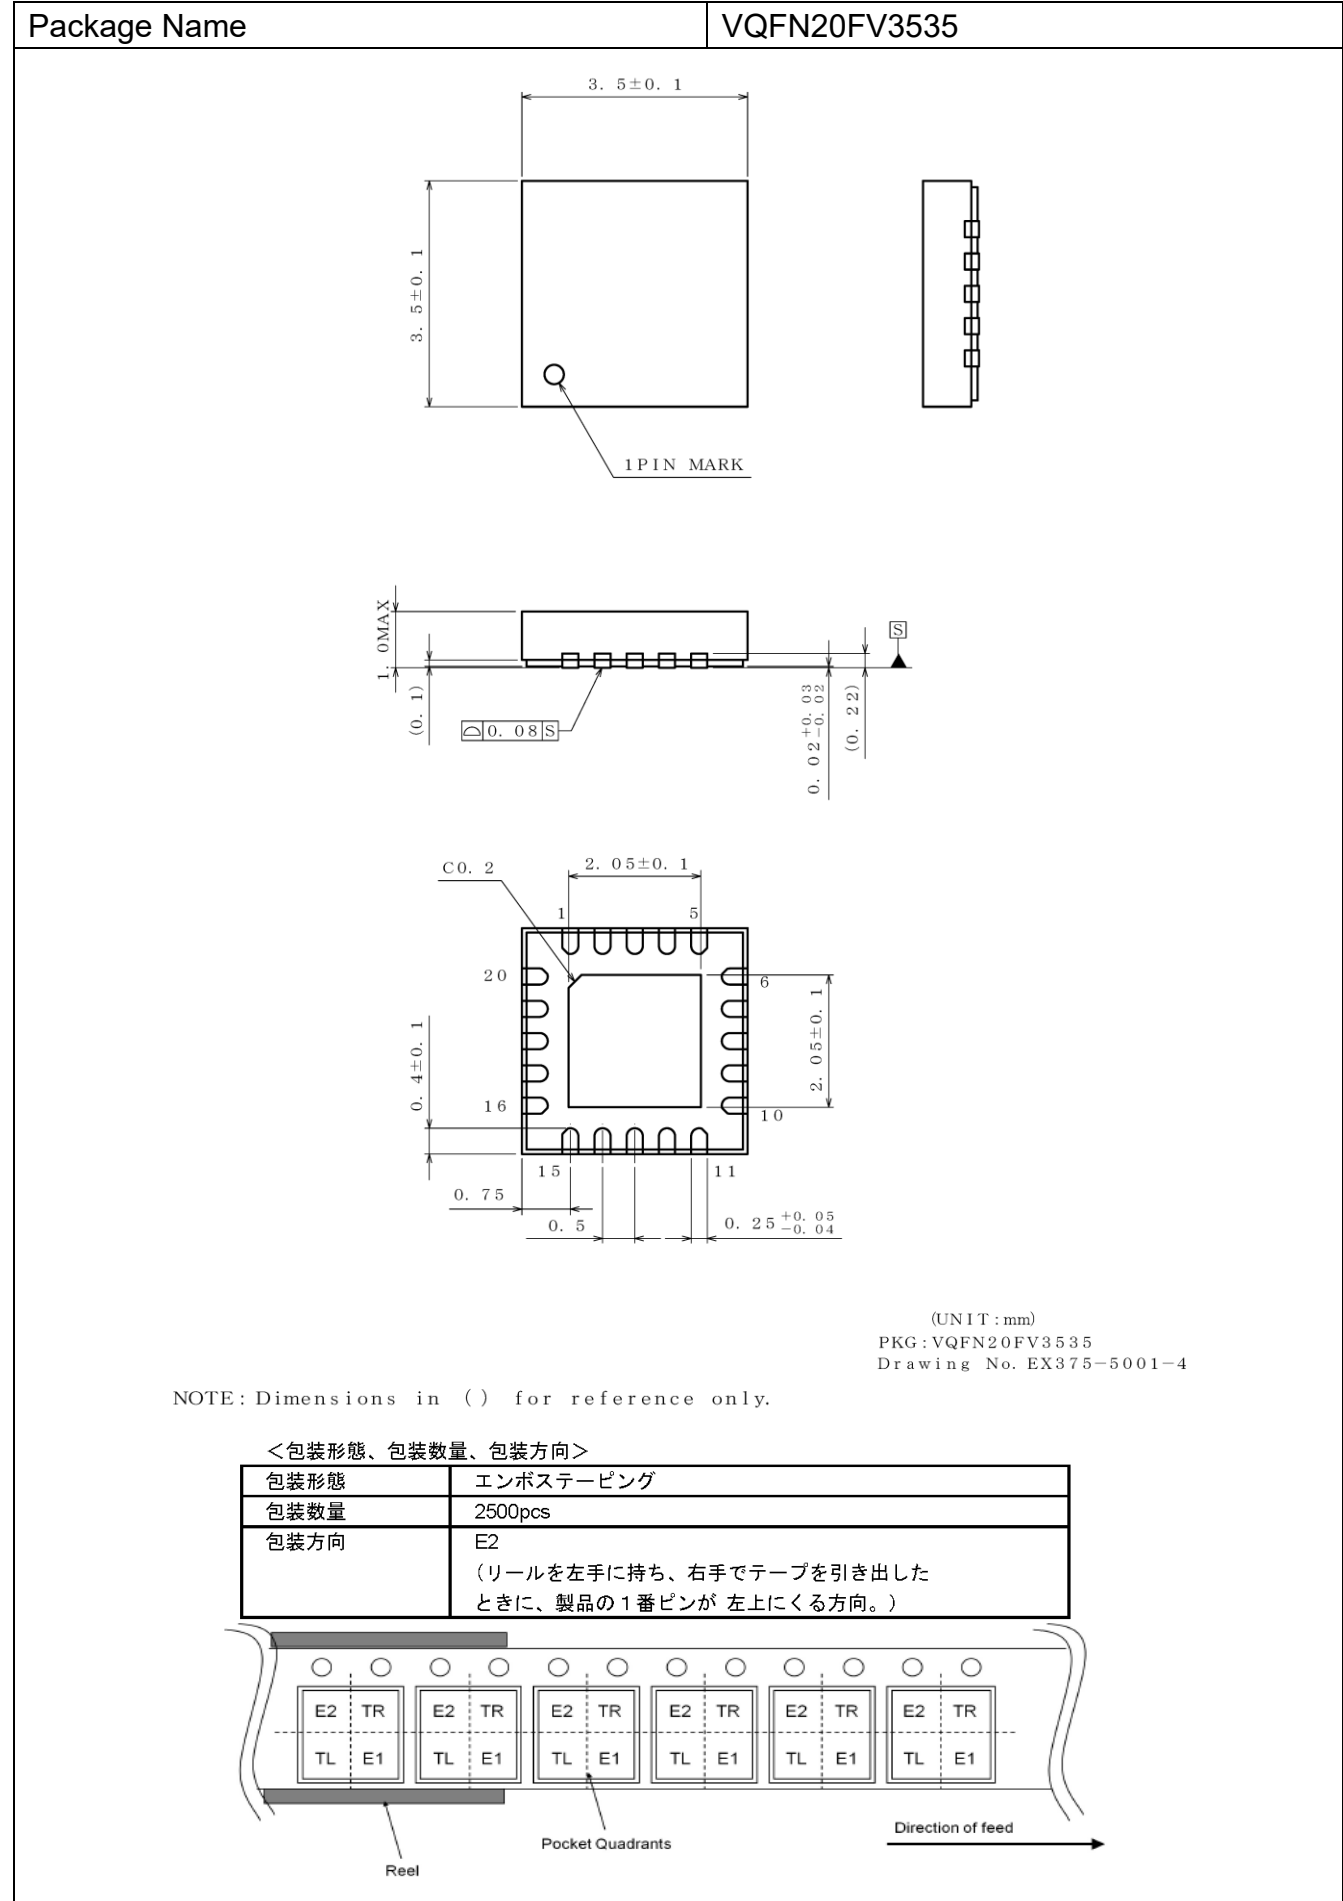 Package Name
VQFN20FV3535
3. 5±0. 1
3. 5±0. 1
1PIN MARK
1. 0MAX
(0. 1)
⌓ 0. 08 S
S
0. 02 +0. 03 −0. 02
(0. 22)
C0. 2
2. 05±0. 1
1
5
20
6
2. 05±0. 1
0. 4±0. 1
16
10
15
11
0. 75
0. 5
0. 25 +0. 05 −0. 04
(UNIT:mm)
PKG:VQFN20FV3535
Drawing No. EX375−5001−4
NOTE: Dimensions in ( ) for reference only.
＜包装形態、包装数量、包装方向＞
包装形態 エンボステーピング
包装数量 2500pcs
包装方向 E2
（リールを左手に持ち、右手でテープを引き出した
ときに、製品の１番ピンが 左上にくる方向。）
E2 TR E2 TR E2 TR E2 TR E2 TR E2 TR
TL E1 TL E1 TL E1 TL E1 TL E1 TL E1
Direction of feed
Pocket Quadrants
Reel